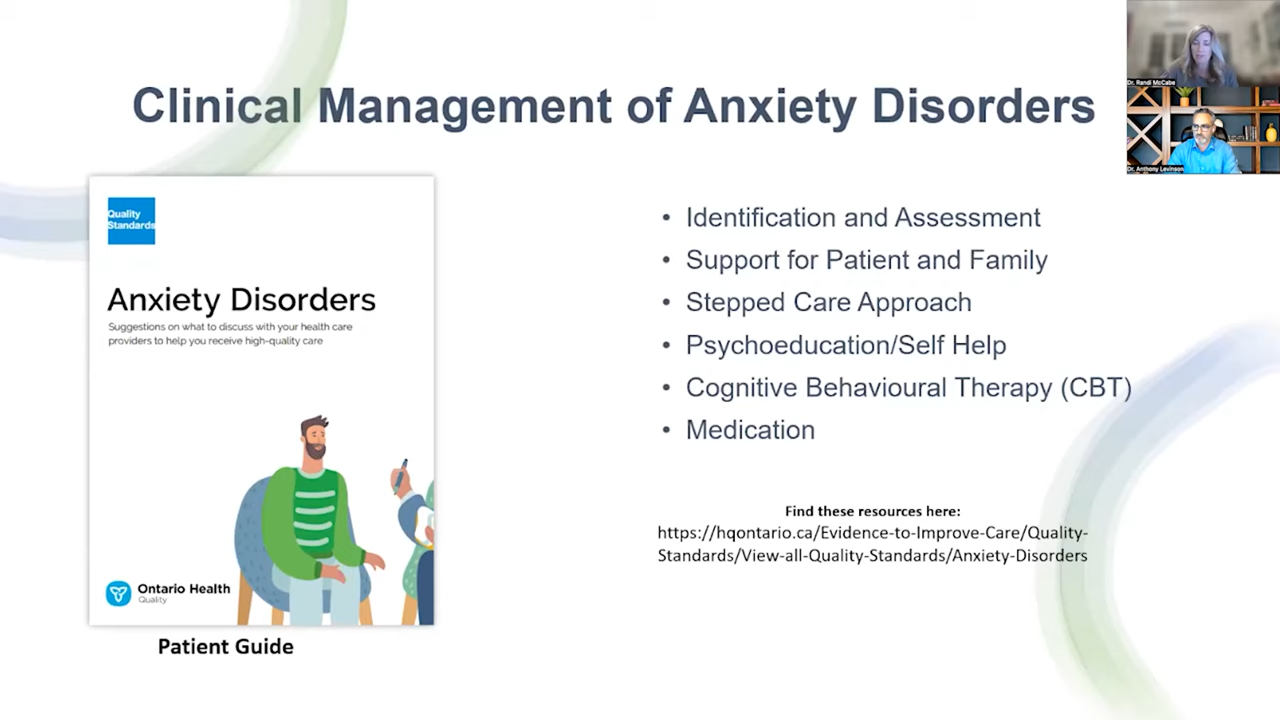 Clinical Management of Anxiety Disorders
Dr. Randi McCabe
Dr. Anthony Levinson
Quality
Standards
Anxiety Disorders
Suggestions on what to discuss with your health care
providers to help you receive high-quality care
Ontario Health
Quality
Patient Guide
• Identification and Assessment
• Support for Patient and Family
• Stepped Care Approach
• Psychoeducation/Self Help
• Cognitive Behavioural Therapy (CBT)
• Medication
Find these resources here:
https://hqontario.ca/Evidence-to-Improve-Care/Quality-
Standards/View-all-Quality-Standards/Anxiety-Disorders